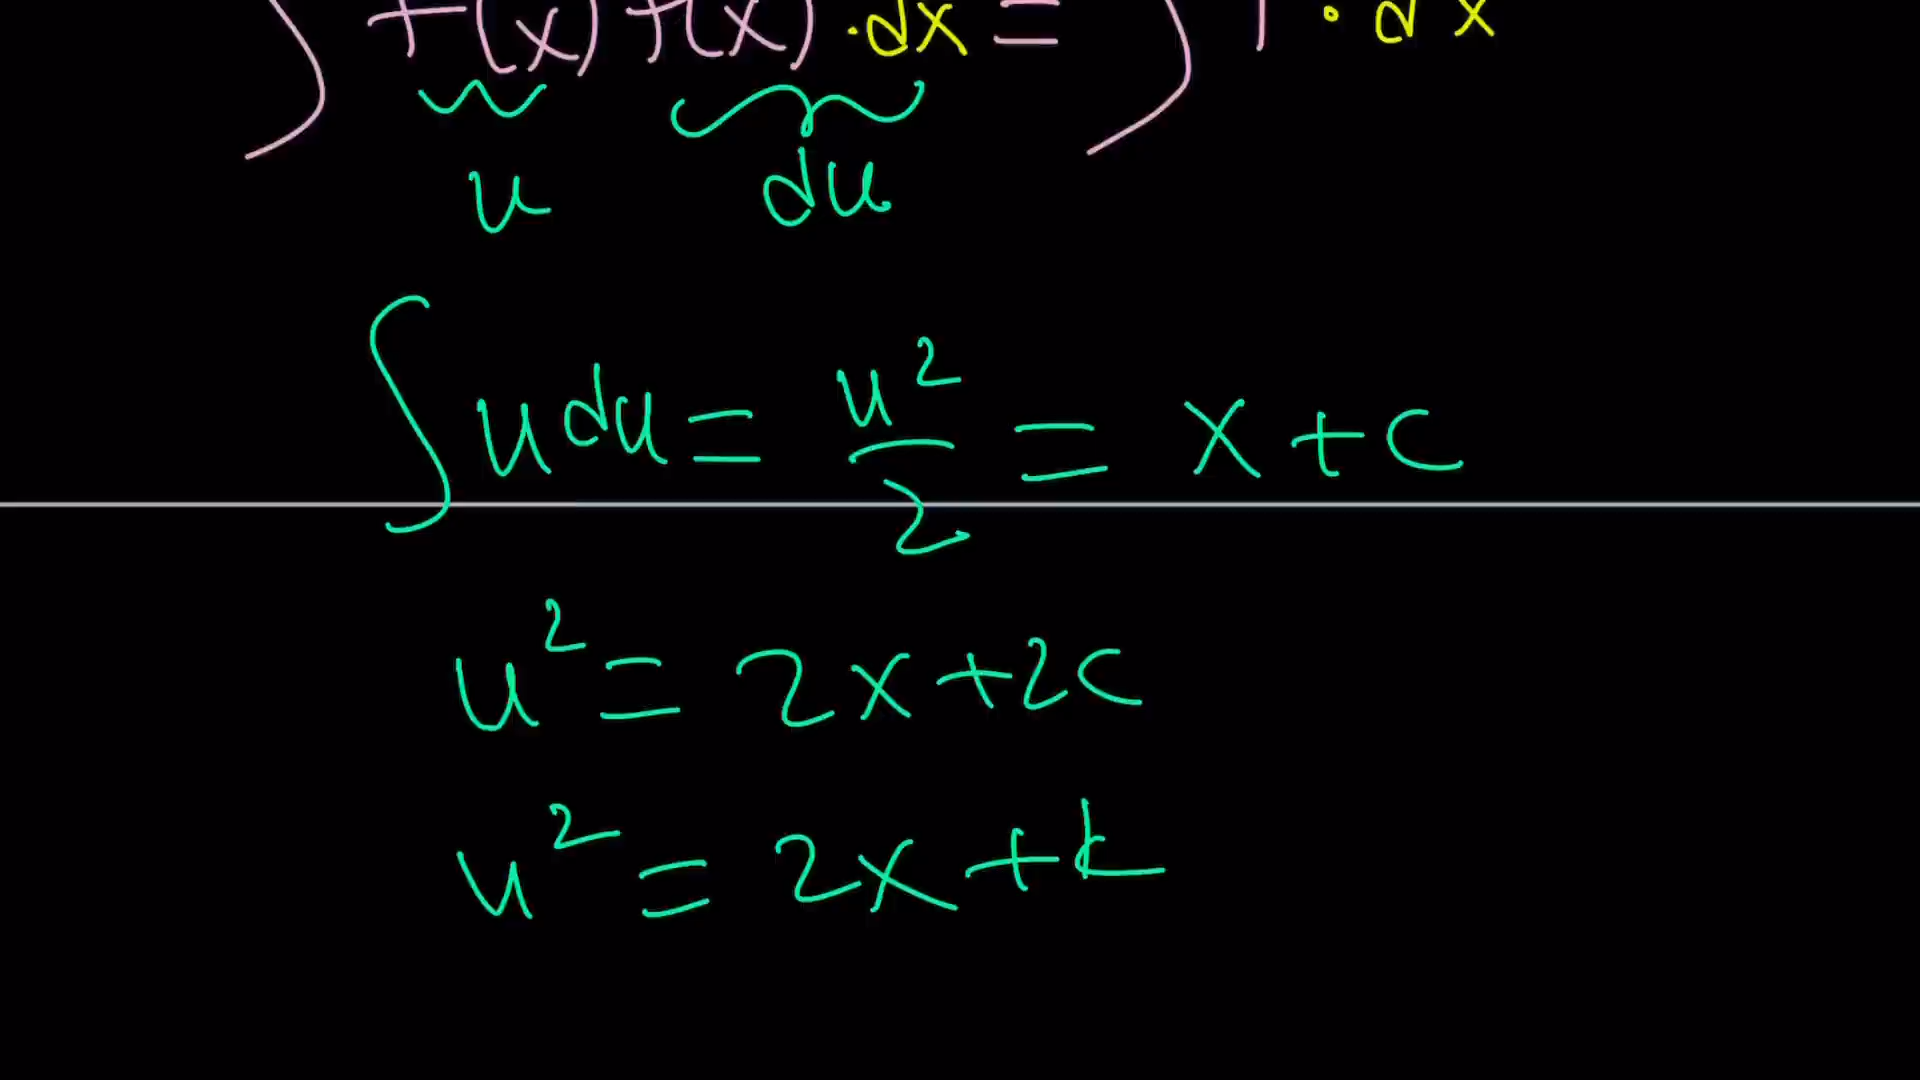 ∫ f(x) f(x) · dx = ∫ 1 · dx
u du
∫ u du = u²/2 = x + c
u² = 2x + 2c
u² = 2x + k